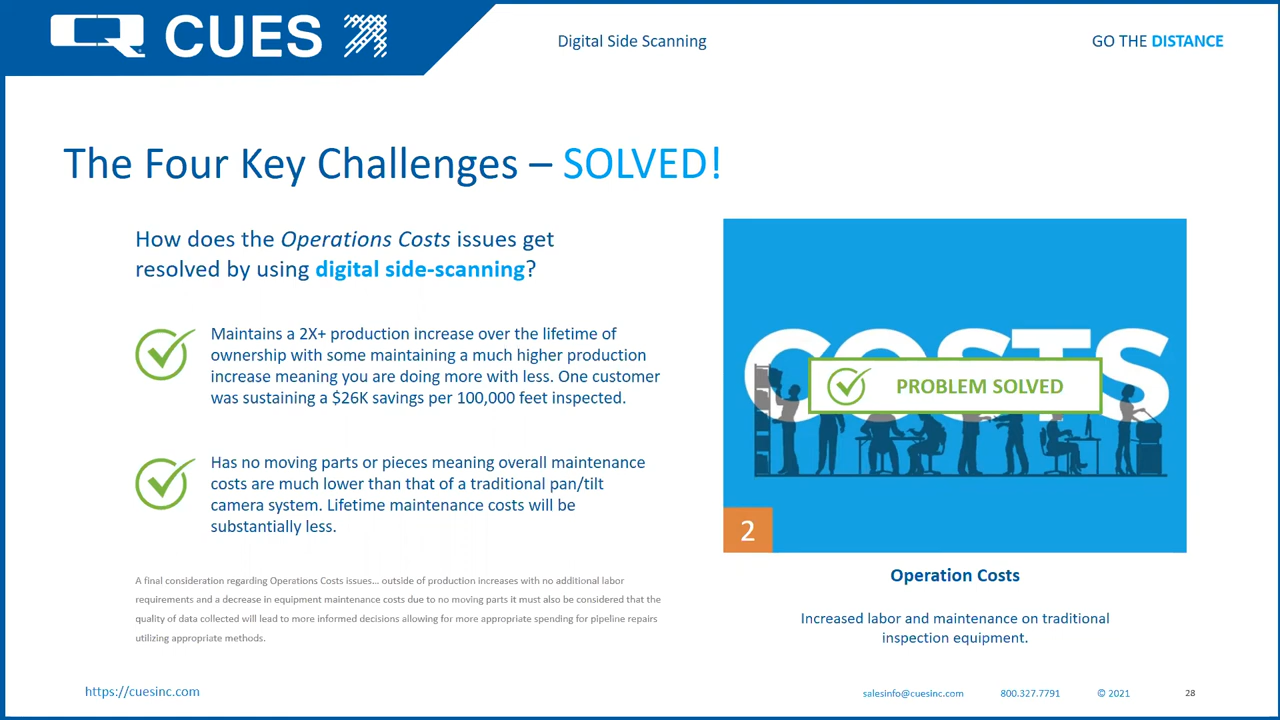 CUES
Digital Side Scanning
GO THE DISTANCE
The Four Key Challenges – SOLVED!
How does the Operations Costs issues get
resolved by using digital side-scanning?
Maintains a 2X+ production increase over the lifetime of
ownership with some maintaining a much higher production
increase meaning you are doing more with less. One customer
was sustaining a $26K savings per 100,000 feet inspected.
Has no moving parts or pieces meaning overall maintenance
costs are much lower than that of a traditional pan/tilt
camera system. Lifetime maintenance costs will be
substantially less.
A final consideration regarding Operations Costs issues... outside of production increases with no additional labor
requirements and a decrease in equipment maintenance costs due to no moving parts it must also be considered that the
quality of data collected will lead to more informed decisions allowing for more appropriate spending for pipeline repairs
utilizing appropriate methods.
COSTS
PROBLEM SOLVED
2
Operation Costs
Increased labor and maintenance on traditional
inspection equipment.
https://cuesinc.com
salesinfo@cuesinc.com
800.327.7791
© 2021
28